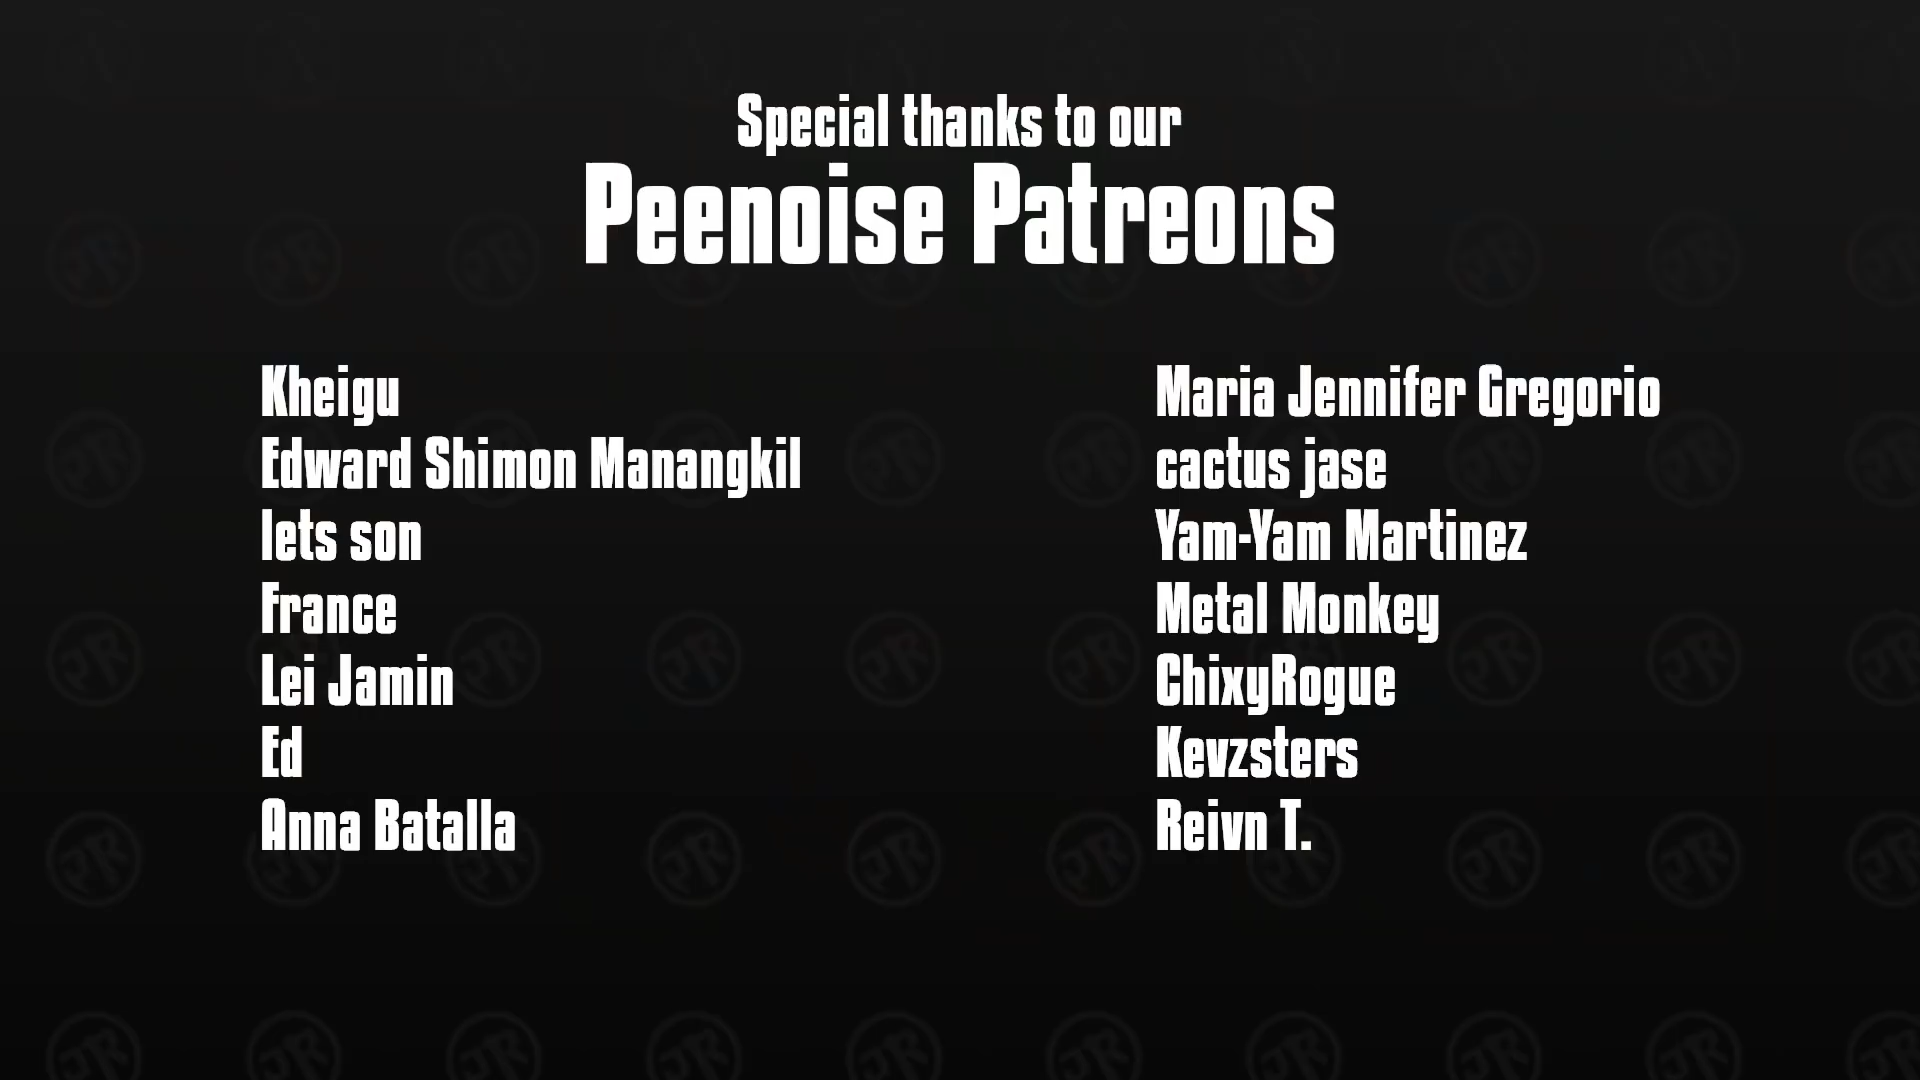 Special thanks to our
Peenoise Patreons
Kheigu
Edward Shimon Manangkil
lets son
France
Lei Jamin
Ed
Anna Batalla
Maria Jennifer Gregorio
cactus jase
Yam-Yam Martinez
Metal Monkey
ChixyRogue
Kevzsters
Reivn T.